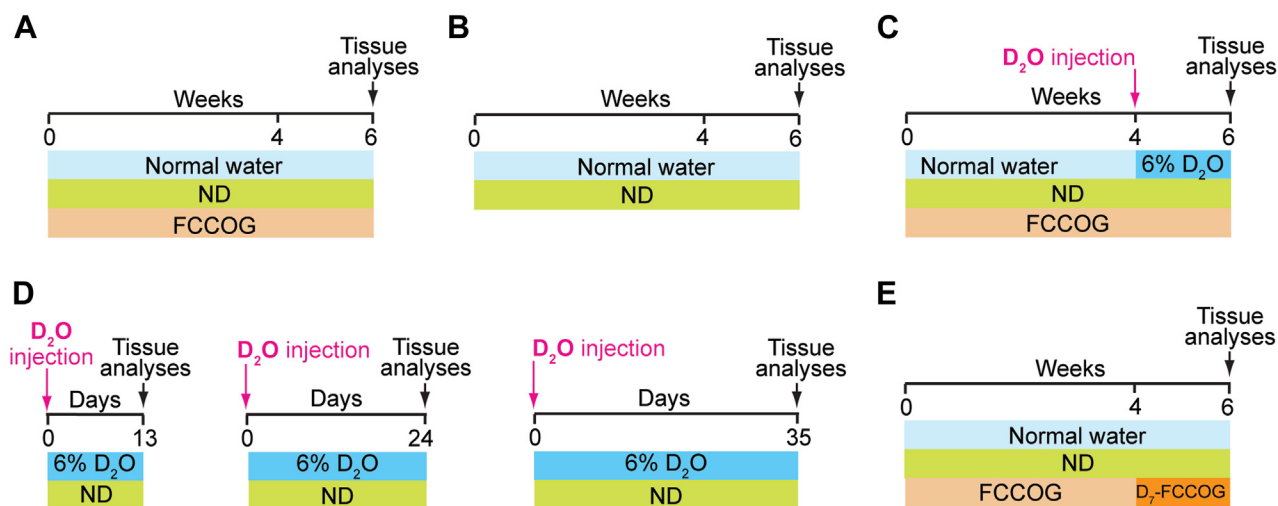 A
Tissue
analyses
Weeks
0 4 6
Normal water
ND
FCCOG
B
Tissue
analyses
Weeks
0 4 6
Normal water
ND
C
D₂O injection
Tissue
analyses
Weeks
0 4 6
Normal water 6% D₂O
ND
FCCOG
D
D₂O
injection
Tissue
analyses
Days
0 13
6% D₂O
ND
D₂O injection
Tissue
analyses
Days
0 24
6% D₂O
ND
D₂O injection
Tissue
analyses
Days
0 35
6% D₂O
ND
E
Tissue
analyses
Weeks
0 4 6
Normal water
ND
FCCOG D₇-FCCOG